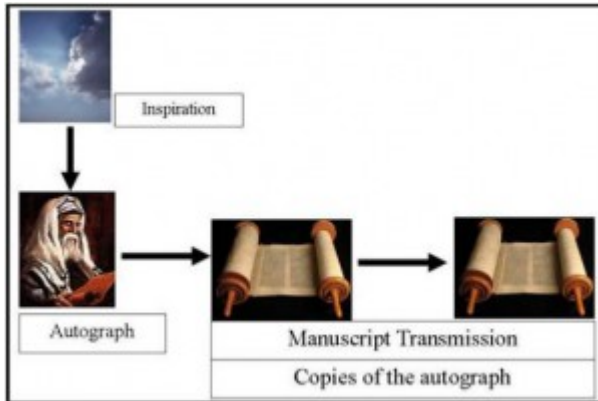 Inspiration
Autograph
Manuscript Transmission
Copies of the autograph